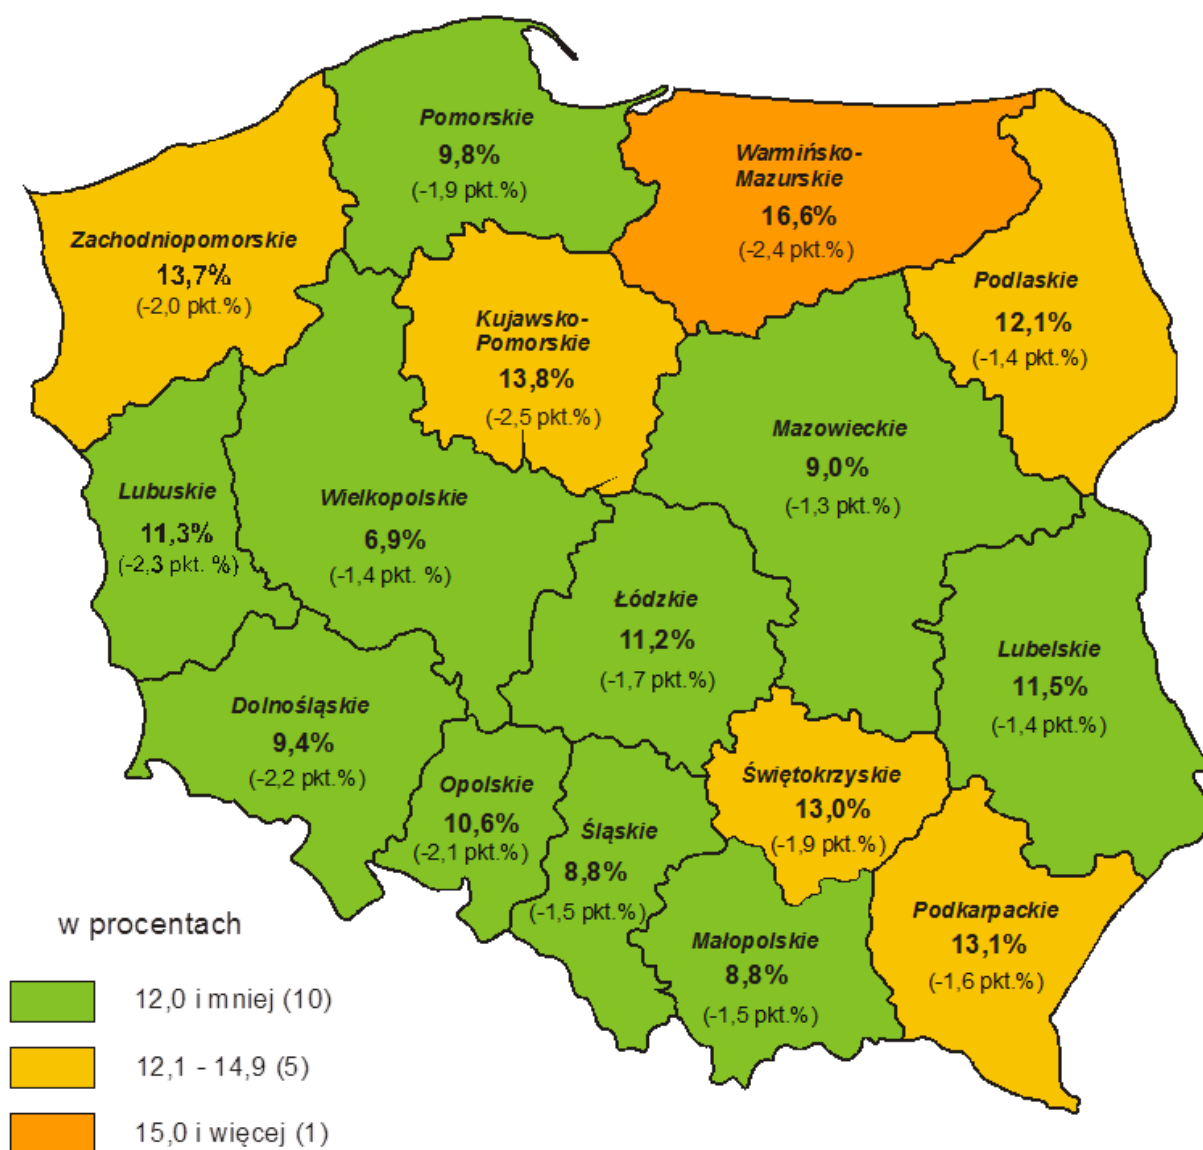 Pomorskie
9,8%
(-1,9 pkt.%)
Warmińsko-
Mazurskie
16,6%
(-2,4 pkt.%)
Zachodniopomorskie
13,7%
(-2,0 pkt.%)
Podlaskie
12,1%
(-1,4 pkt.%)
Kujawsko-
Pomorskie
13,8%
(-2,5 pkt.%)
Mazowieckie
9,0%
(-1,3 pkt.%)
Lubuskie
11,3%
(-2,3 pkt. %)
Wielkopolskie
6,9%
(-1,4 pkt. %)
Łódzkie
11,2%
(-1,7 pkt.%)
Lubelskie
11,5%
(-1,4 pkt.%)
Dolnośląskie
9,4%
(-2,2 pkt.%)
Opolskie
10,6%
(-2,1 pkt.%)
Śląskie
8,8%
(-1,5 pkt.%)
Świętokrzyskie
13,0%
(-1,9 pkt.%)
Małopolskie
8,8%
(-1,5 pkt.%)
Podkarpackie
13,1%
(-1,6 pkt.%)
w procentach
12,0 i mniej (10)
12,1 - 14,9 (5)
15,0 i więcej (1)